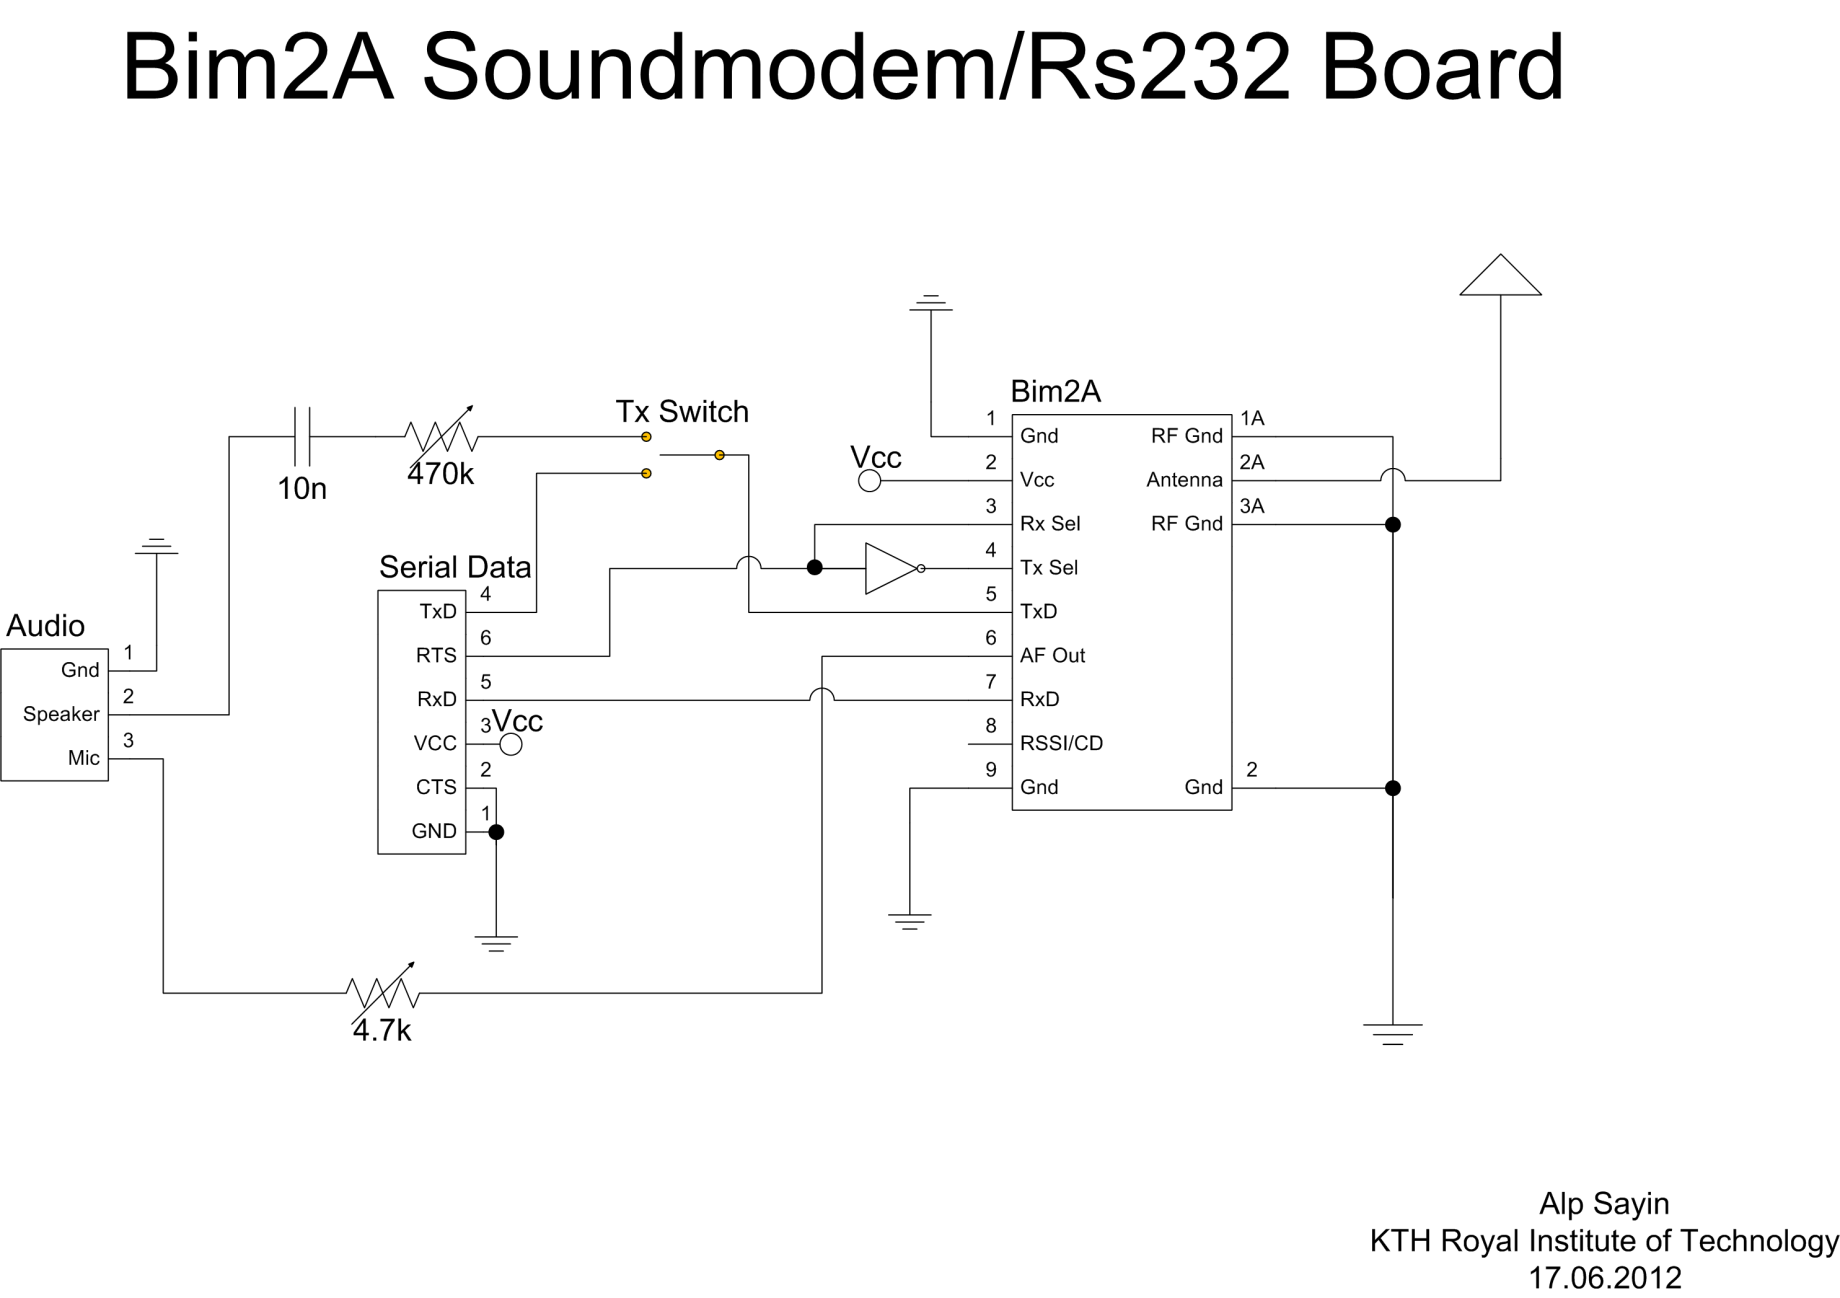 Bim2A Soundmodem/Rs232 Board
Bim2A
1 Gnd
2 Vcc
3 Rx Sel
4 Tx Sel
5 TxD
6 AF Out
7 RxD
8 RSSI/CD
9 Gnd
RF Gnd 1A
Antenna 2A
RF Gnd 3A
Gnd 2
Vcc
Tx Switch
10n
470k
Serial Data
TxD 4
RTS 6
RxD 5
VCC 3
Vcc
CTS 2
GND 1
Audio
Gnd 1
Speaker 2
Mic 3
4.7k
Alp Sayin
KTH Royal Institute of Technology
17.06.2012